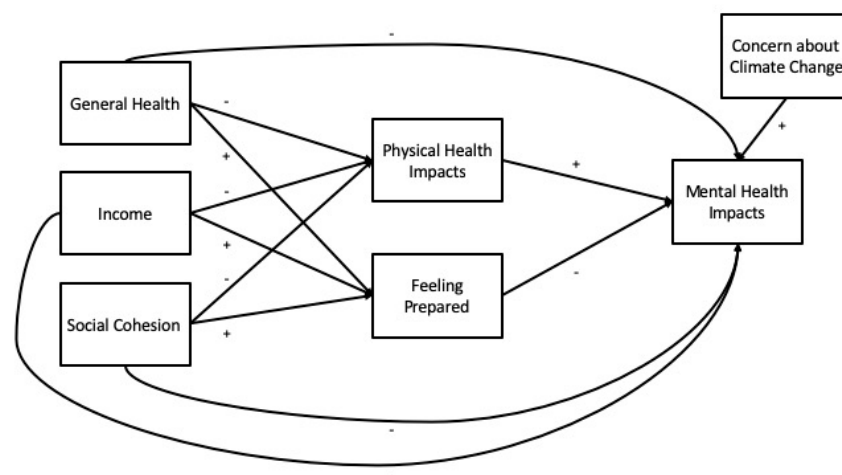 -
Concern about
Climate Change
General Health
-
+
+
Physical Health
Impacts
+
Mental Health
Impacts
Income
-
+
-
Feeling
Prepared
-
Social Cohesion
+
-